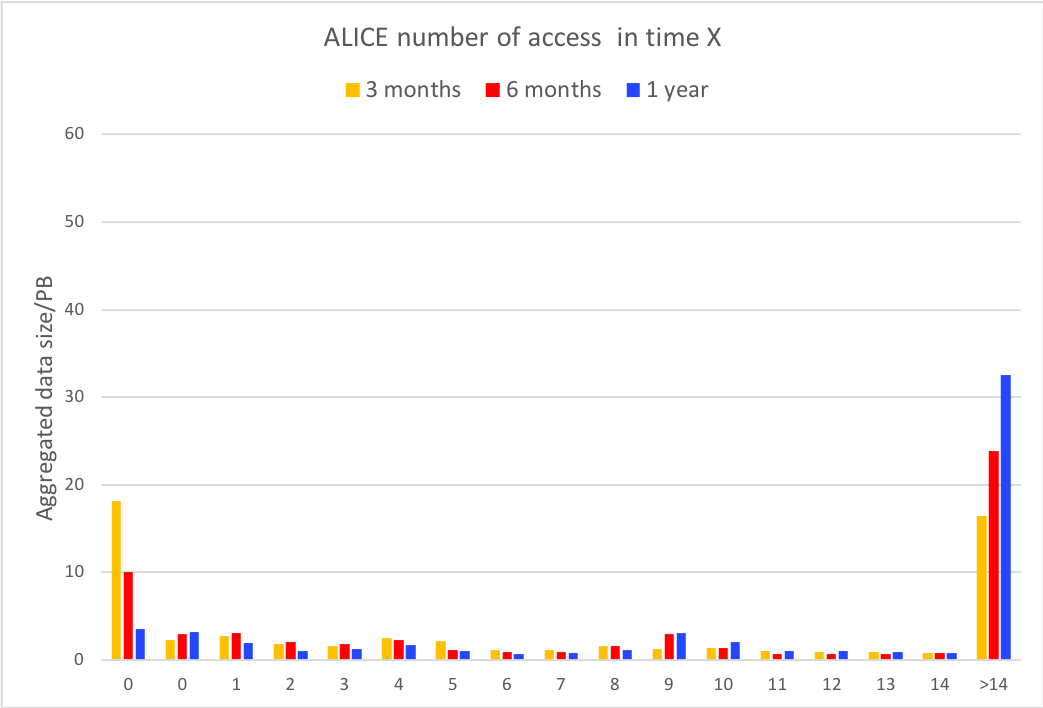 ALICE number of access  in time X
3 months 6 months 1 year
Aggregated data size/PB
60
50
40
30
20
10
0
0 0 1 2 3 4 5 6 7 8 9 10 11 12 13 14 >14